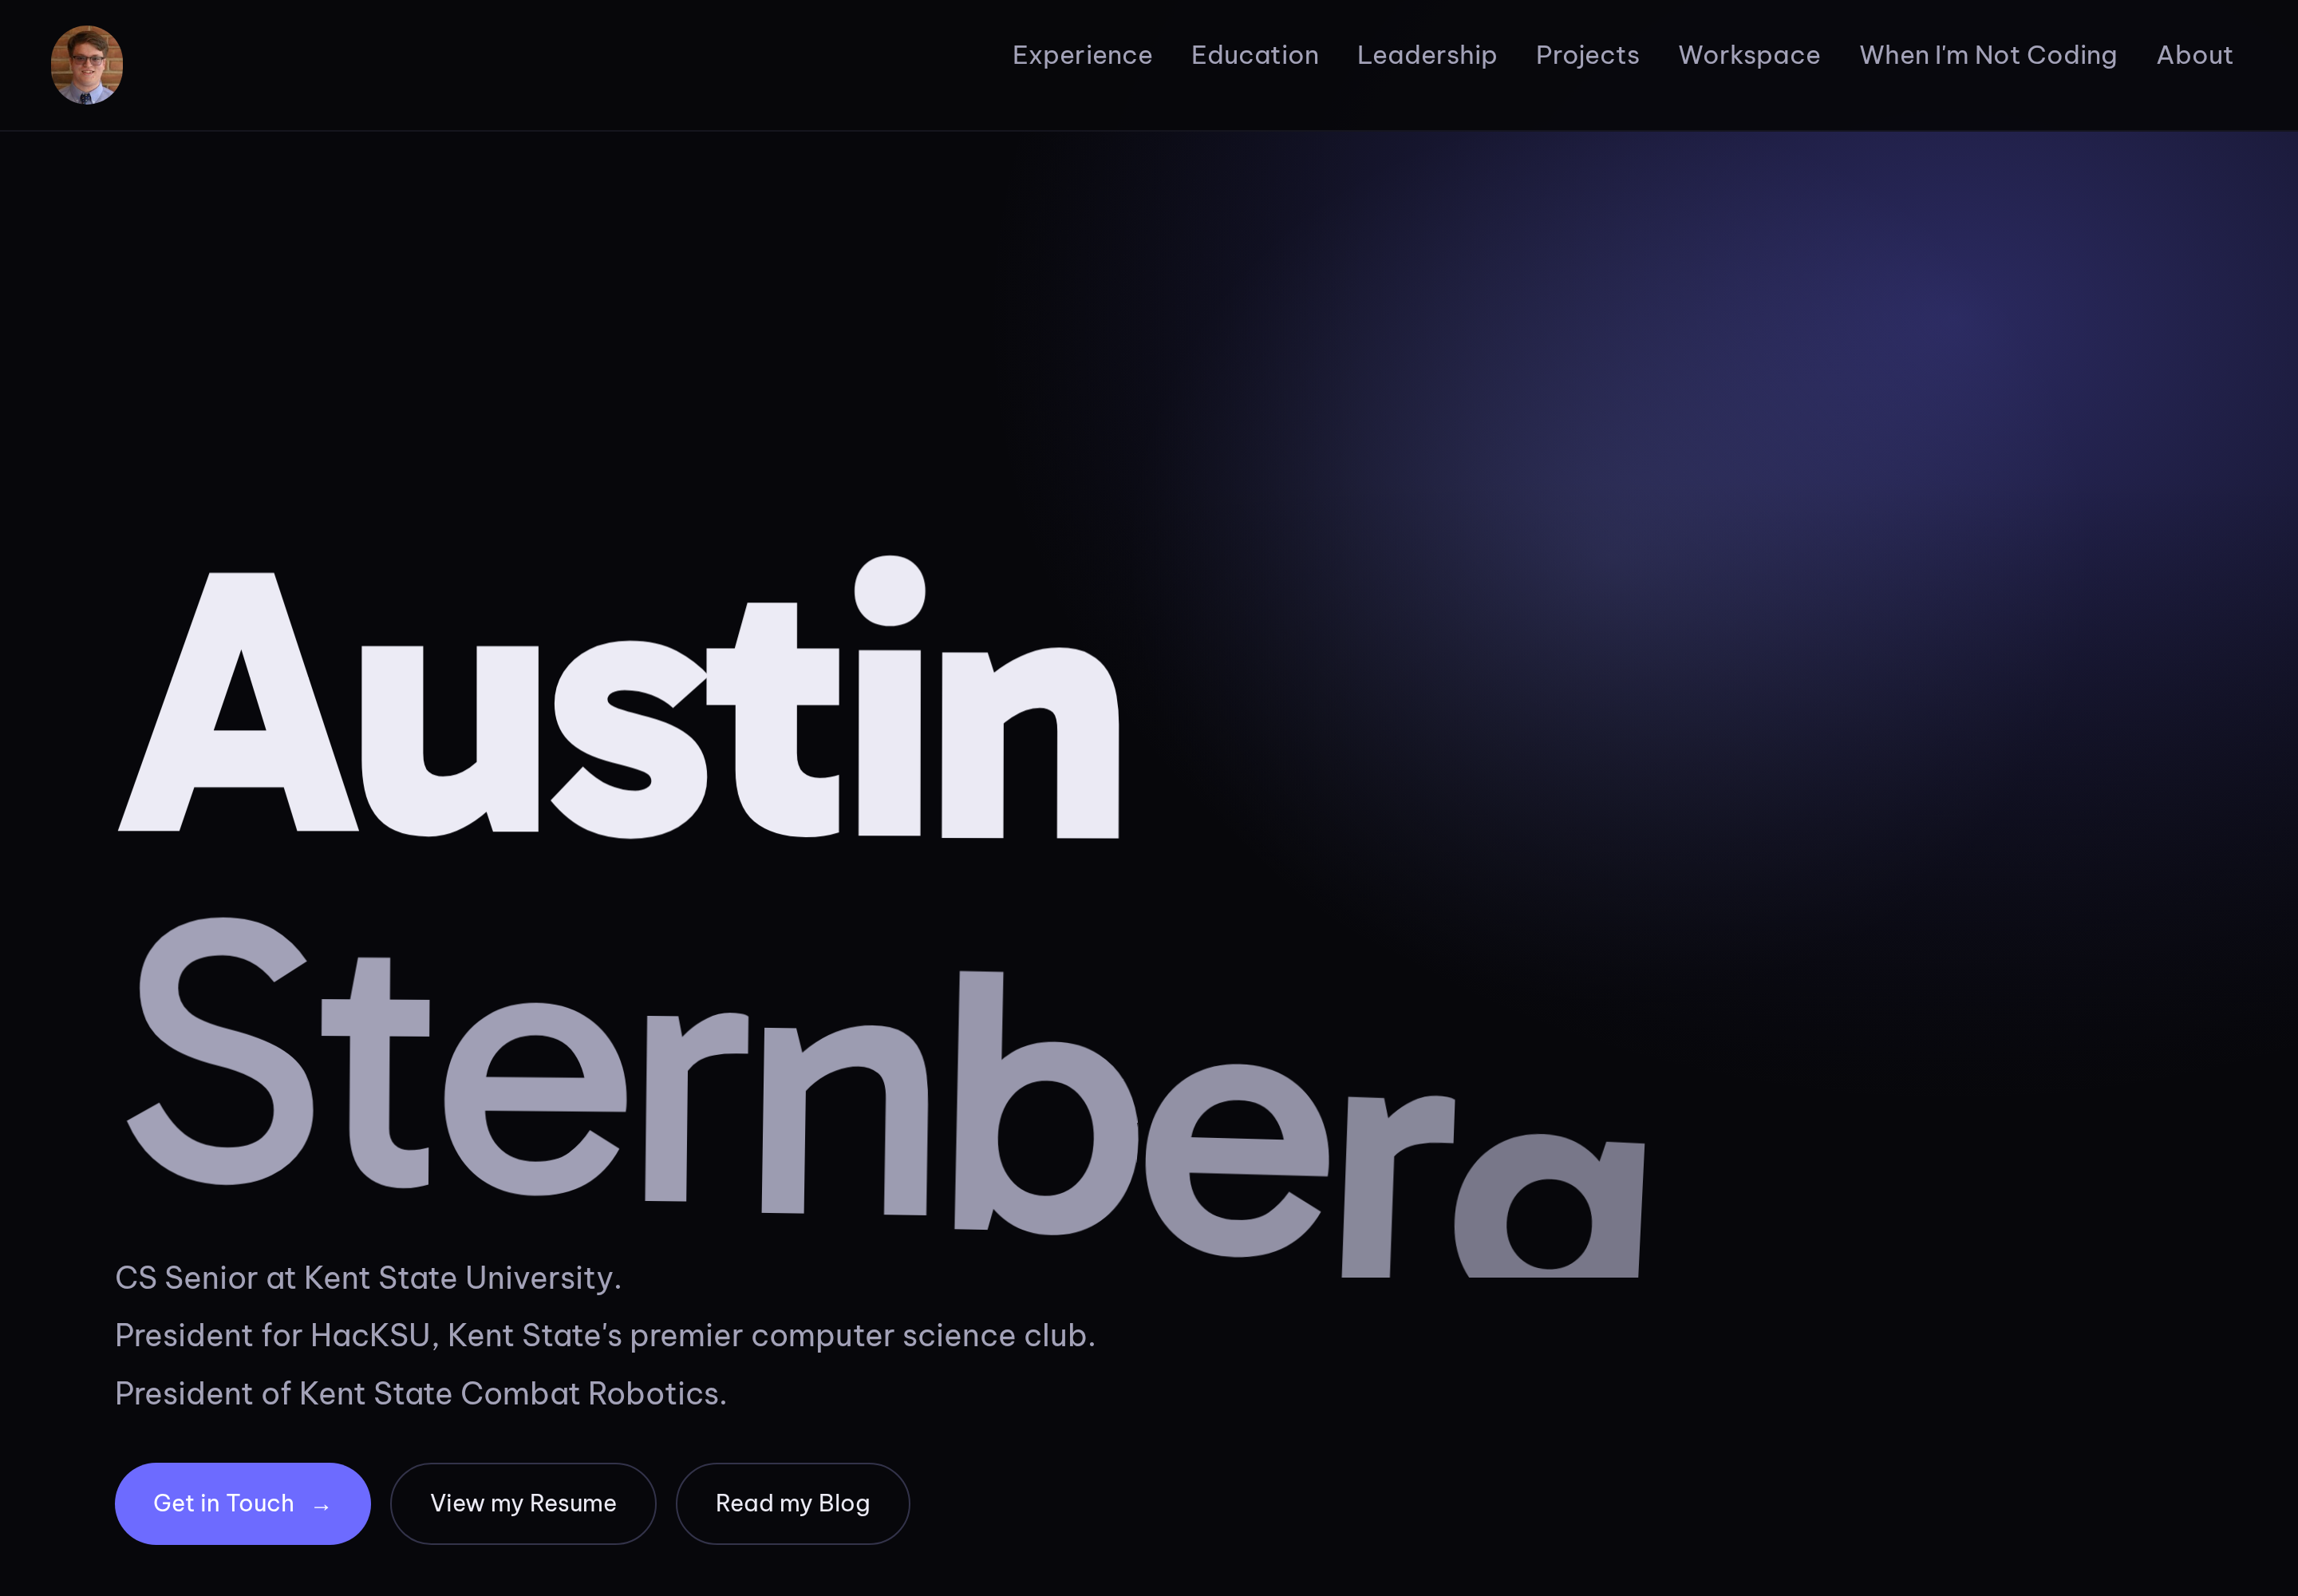 Experience Education Leadership Projects Workspace When I'm Not Coding About
Austin
Sternberg
CS Senior at Kent State University.
President for HacKSU, Kent State's premier computer science club.
President of Kent State Combat Robotics.
Get in Touch → View my Resume Read my Blog